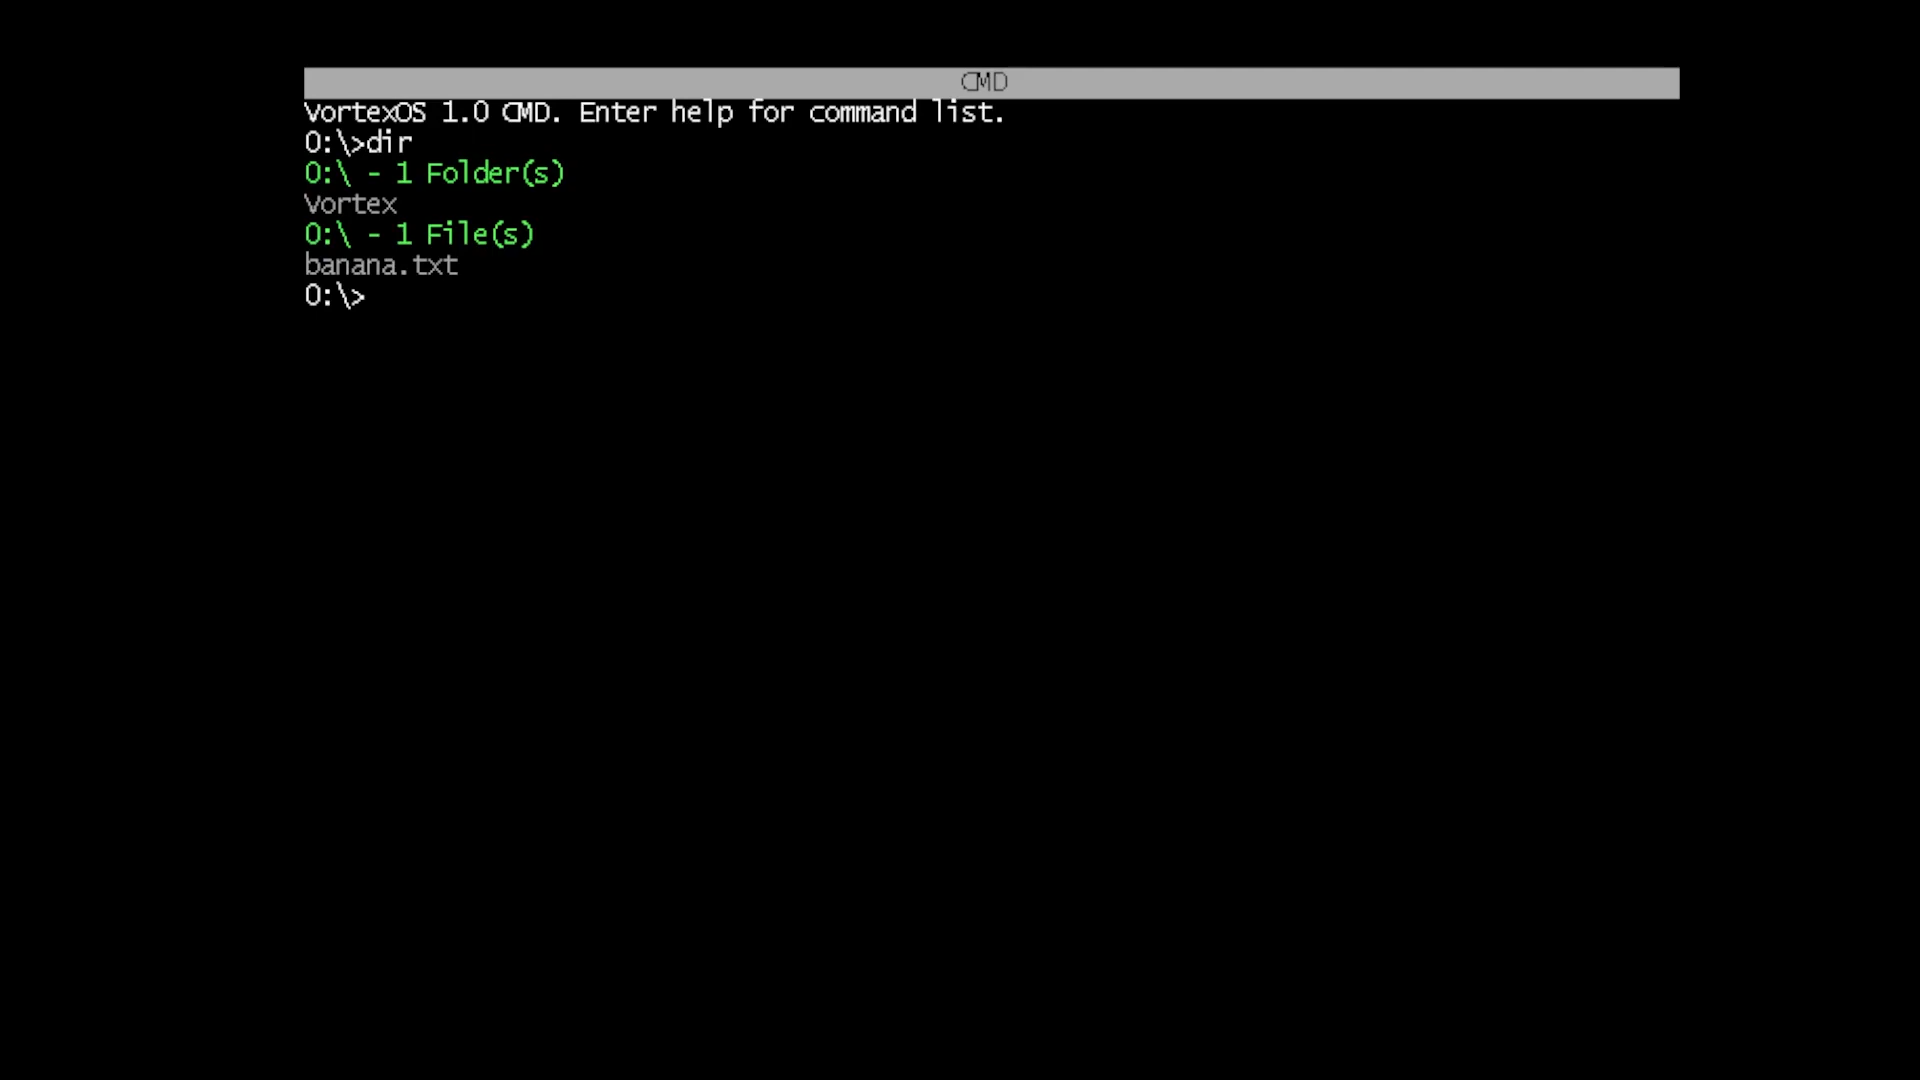 CMD
VortexOS 1.0 CMD. Enter help for command list.
0:\>dir
0:\ - 1 Folder(s)
Vortex
0:\ - 1 File(s)
banana.txt
0:\>